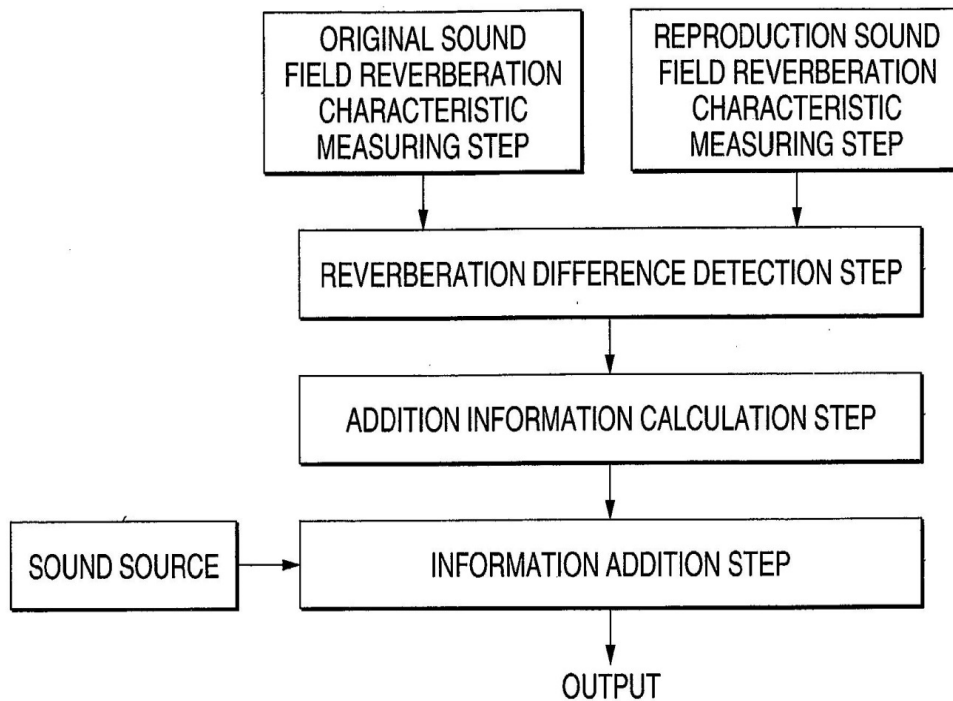 ORIGINAL SOUND
FIELD REVERBERATION
CHARACTERISTIC
MEASURING STEP
REPRODUCTION SOUND
FIELD REVERBERATION
CHARACTERISTIC
MEASURING STEP
REVERBERATION DIFFERENCE DETECTION STEP
ADDITION INFORMATION CALCULATION STEP
SOUND SOURCE
INFORMATION ADDITION STEP
OUTPUT